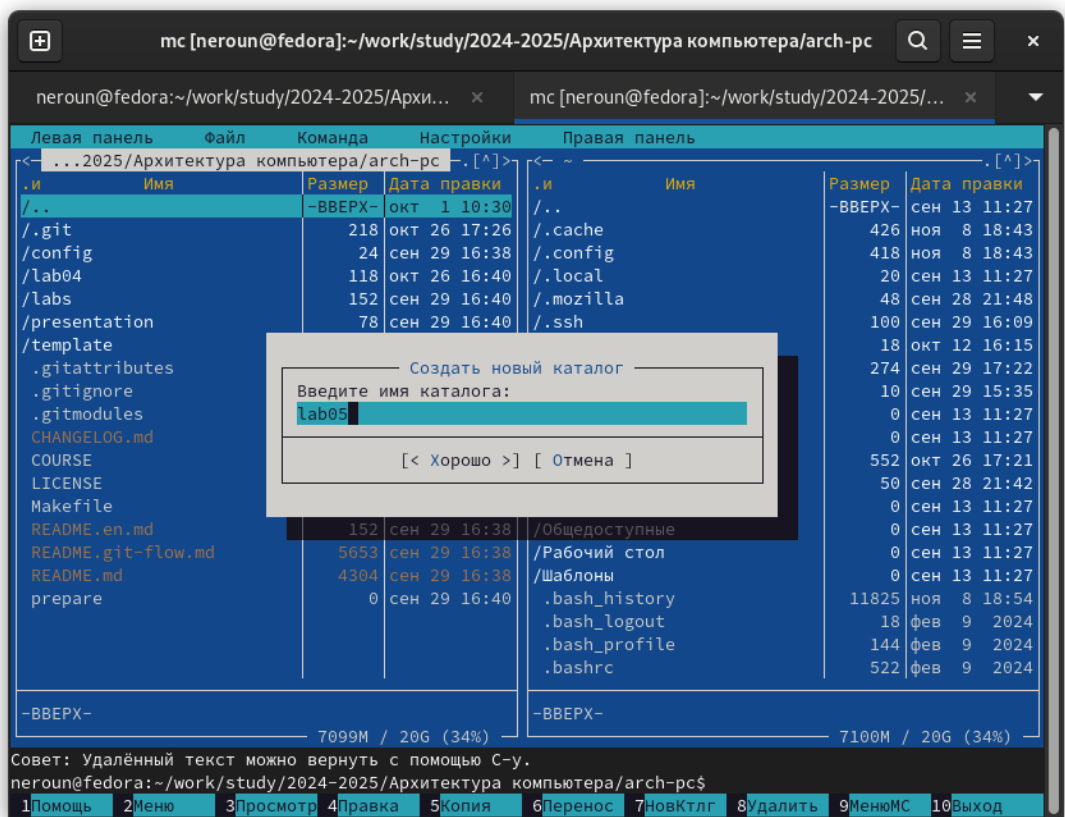 mc [neroun@fedora]:~/work/study/2024-2025/Архитектура компьютера/arch-pc
neroun@fedora:~/work/study/2024-2025/Архи... × mc [neroun@fedora]:~/work/study/2024-2025/... ×
Левая панель Файл Команда Настройки Правая панель
<─ ...2025/Архитектура компьютера/arch-pc ─.[^]> <─ ~ ─.[^]>
.и Имя Размер Дата правки .и Имя Размер Дата правки
/.. -ВВЕРХ- окт 1 10:30 /.. -ВВЕРХ- сен 13 11:27
/.git 218 окт 26 17:26 /.cache 426 ноя 8 18:43
/config 24 сен 29 16:38 /.config 418 ноя 8 18:43
/lab04 118 окт 26 16:40 /.local 20 сен 13 11:27
/labs 152 сен 29 16:40 /.mozilla 48 сен 28 21:48
/presentation 78 сен 29 16:40 /.ssh 100 сен 29 16:09
/template 18 окт 12 16:15
.gitattributes Создать новый каталог 274 сен 29 17:22
.gitignore Введите имя каталога: 10 сен 29 15:35
.gitmodules lab05 0 сен 13 11:27
CHANGELOG.md 0 сен 13 11:27
COURSE [< Хорошо >] [ Отмена ] 552 окт 26 17:21
LICENSE 50 сен 28 21:42
Makefile 0 сен 13 11:27
README.en.md 152 сен 29 16:38 /Общедоступные 0 сен 13 11:27
README.git-flow.md 5653 сен 29 16:38 /Рабочий стол 0 сен 13 11:27
README.md 4304 сен 29 16:38 /Шаблоны 0 сен 13 11:27
prepare 0 сен 29 16:40 .bash_history 11825 ноя 8 18:54
.bash_logout 18 фев 9 2024
.bash_profile 144 фев 9 2024
.bashrc 522 фев 9 2024
-ВВЕРХ- -ВВЕРХ-
7099M / 20G (34%) 7100M / 20G (34%)
Совет: Удалённый текст можно вернуть с помощью C-y.
neroun@fedora:~/work/study/2024-2025/Архитектура компьютера/arch-pc$
1Помощь 2Меню 3Просмотр 4Правка 5Копия 6Перенос 7НовКтлг 8Удалить 9МенюМС 10Выход